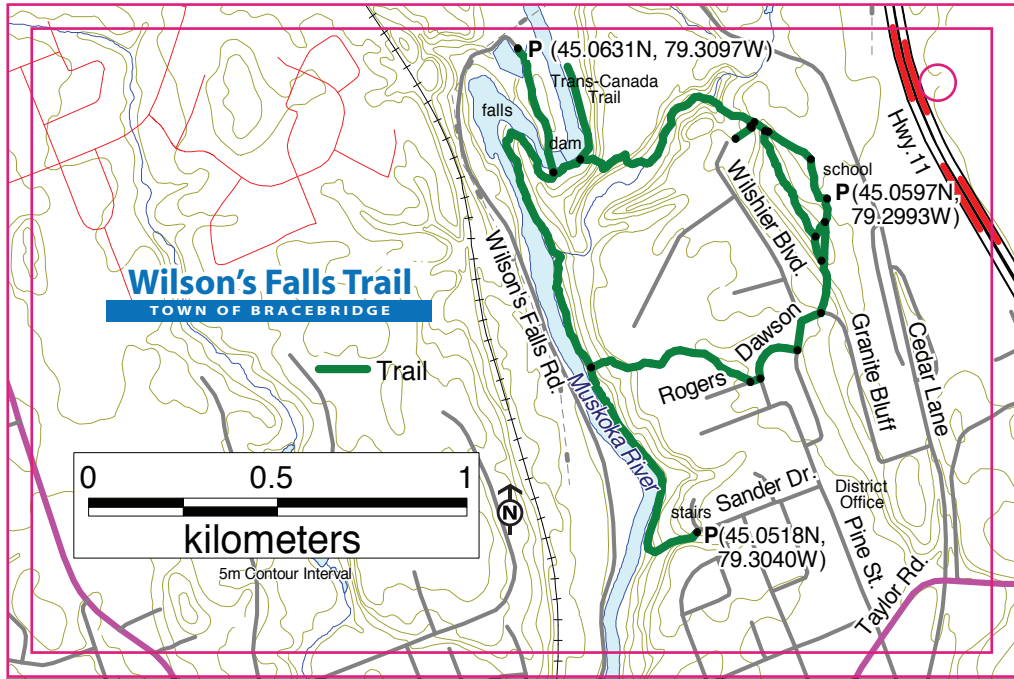 P (45.0631N, 79.3097W)
Trans-Canada
Trail
falls
dam
Hwy.11
school
P(45.0597N,
79.2993W)
Wilshier Blvd.
Wilson's Falls Rd.
Wilson's Falls Trail
TOWN OF BRACEBRIDGE
Trail
Dawson
Rogers
Granite Bluff
Cedar Lane
Muskoka River
0 0.5 1
kilometers
5m Contour Interval
N
Sander Dr.
stairs
P(45.0518N,
79.3040W)
District
Office
Pine St.
Taylor Rd.